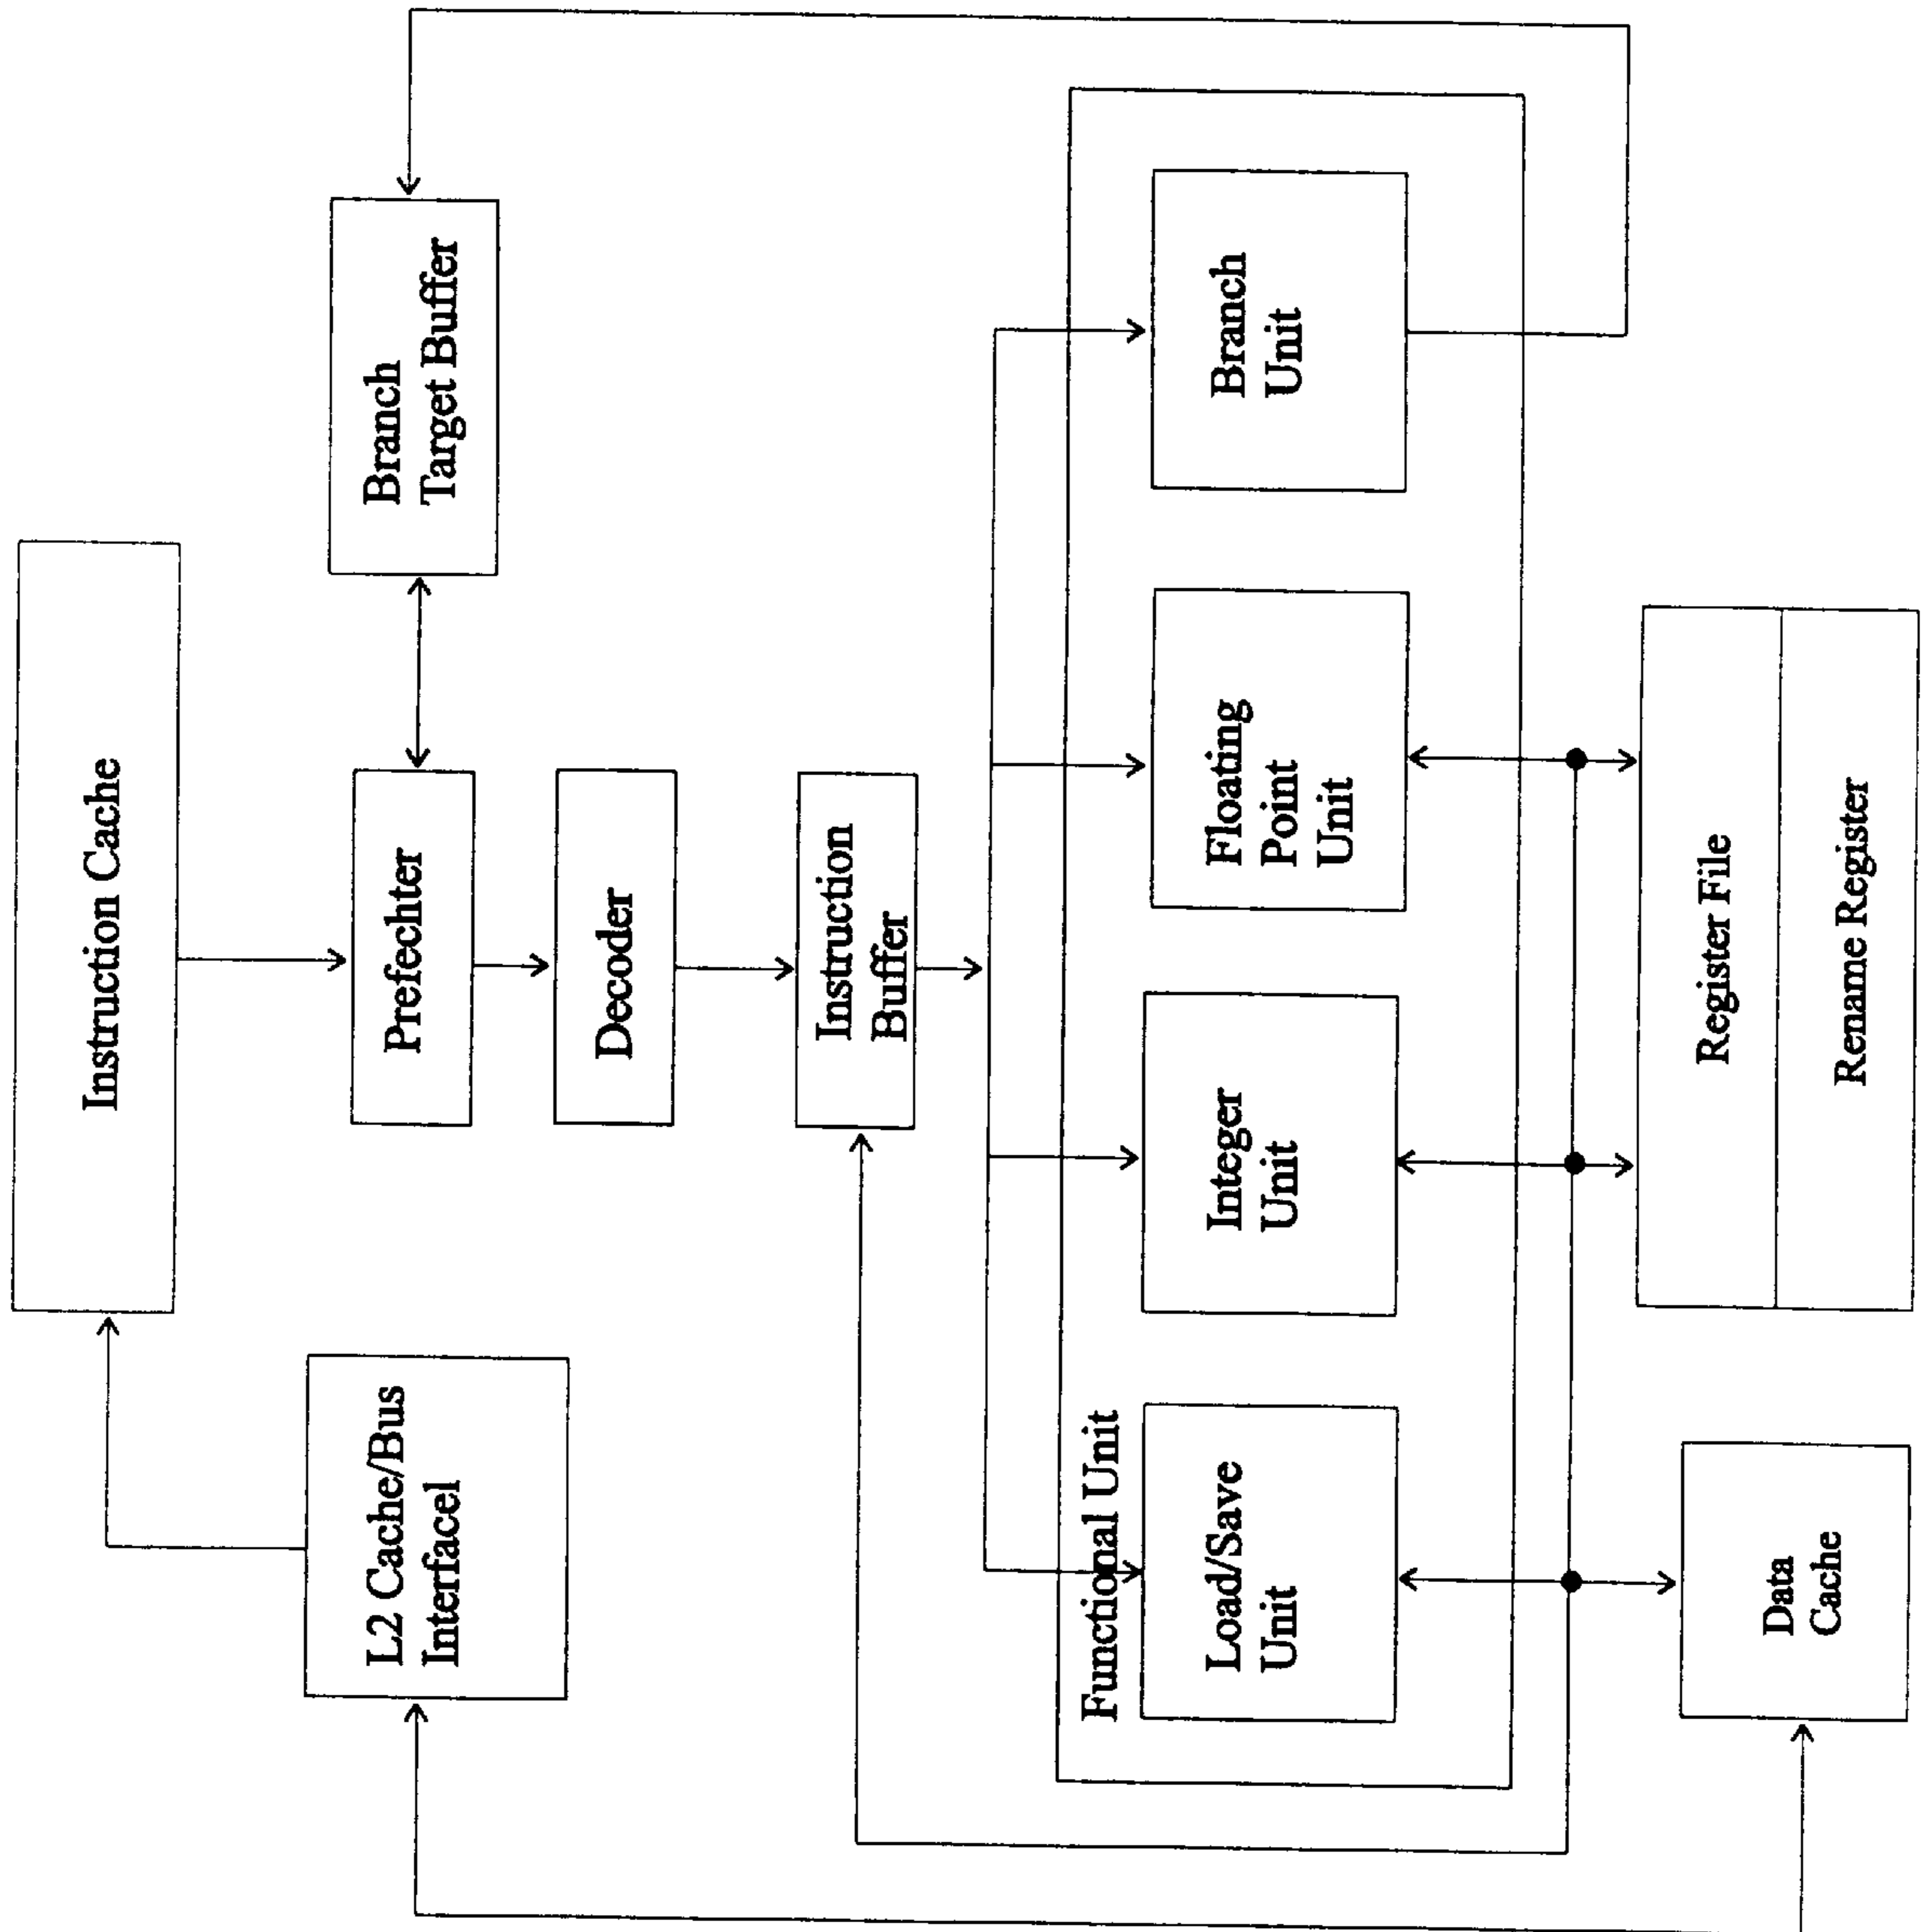 Instruction Cache
L2 Cache/Bus
Interfacel
Prefechter
Branch
Target Buffer
Decoder
Instruction
Buffer
Functional Unit
Load/Save
Unit
Integer
Unit
Floating
Point
Unit
Branch
Unit
Data
Cache
Register File
Rename Register